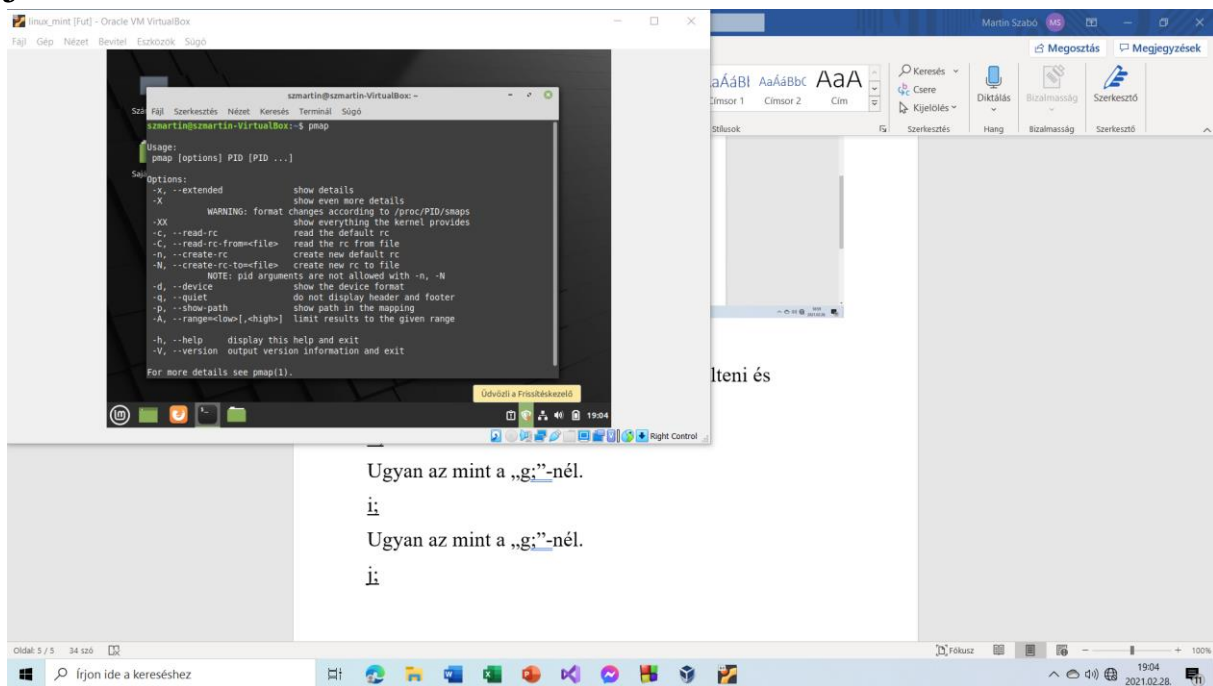 linux_mint [Fut] - Oracle VM VirtualBox
Fájl Gép Nézet Bevitel Eszközök Súgó
szmartin@szmartin-VirtualBox: ~
Fájl Szerkesztés Nézet Keresés Terminál Súgó
szmartin@szmartin-VirtualBox:~$ pmap
Usage:
pmap [options] PID [PID ...]
Options:
-x, --extended show details
-X show even more details
WARNING: format changes according to /proc/PID/smaps
-XX show everything the kernel provides
-c, --read-rc read the default rc
-C, --read-rc-from=<file> read the rc from file
-n, --create-rc create new default rc
-N, --create-rc-to=<file> create new rc to file
NOTE: pid arguments are not allowed with -n, -N
-d, --device show the device format
-q, --quiet do not display header and footer
-p, --show-path show path in the mapping
-A, --range=<low>[,<high>] limit results to the given range
-h, --help display this help and exit
-V, --version output version information and exit
For more details see pmap(1).
Üdvözli a Frissítéskezelő
19:04
Right Control
Martin Szabó MS
Megosztás Megjegyzések
aÁáBł AaÁáBbC AaA
Címsor 1 Címsor 2 Cím
Stílusok
Keresés
Csere
Kijelölés
Szerkesztés
Diktálás
Hang
Bizalmasság
Bizalmasság
Szerkesztő
Szerkesztő
lteni és
Ugyan az mint a „g;”-nél.
i;
Ugyan az mint a „g;”-nél.
j;
Oldal: 5 / 5 34 szó
Fókusz
100%
Írjon ide a kereséshez
19:04
2021.02.28.